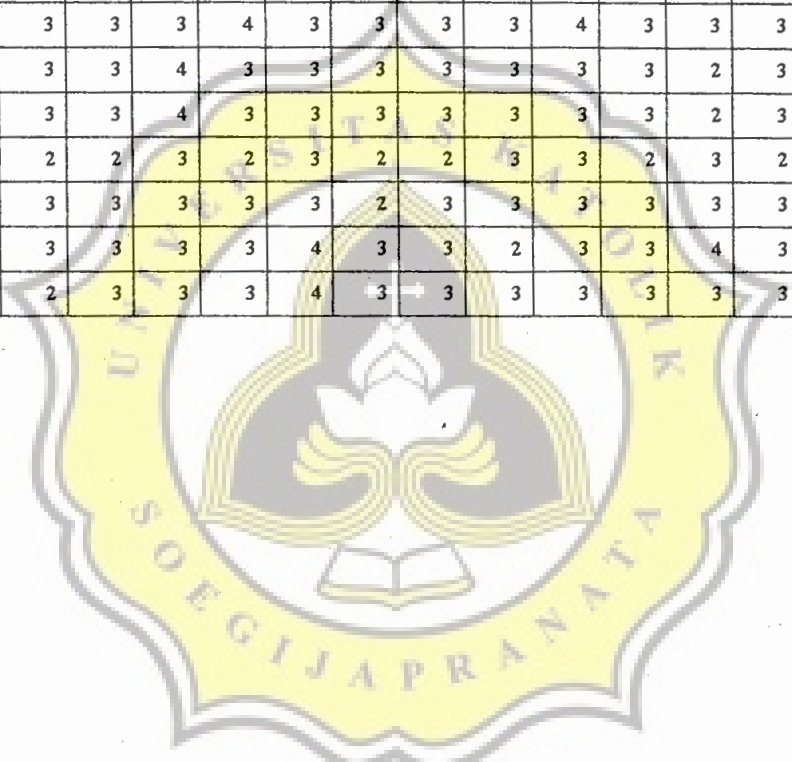 3 3 3 4 3 3 3 3 4 3 3 3
3 3 4 3 3 3 3 3 3 3 2 3
3 3 4 3 3 3 3 3 3 3 2 3
2 2 3 2 3 2 2 3 3 2 3 2
3 3 3 3 3 2 3 3 3 3 3 3
3 3 3 3 4 3 3 2 3 3 4 3
2 3 3 3 4 3 3 3 3 3 3 3
UNIVERSITAS KATOLIK
SOEGIJAPRANATA